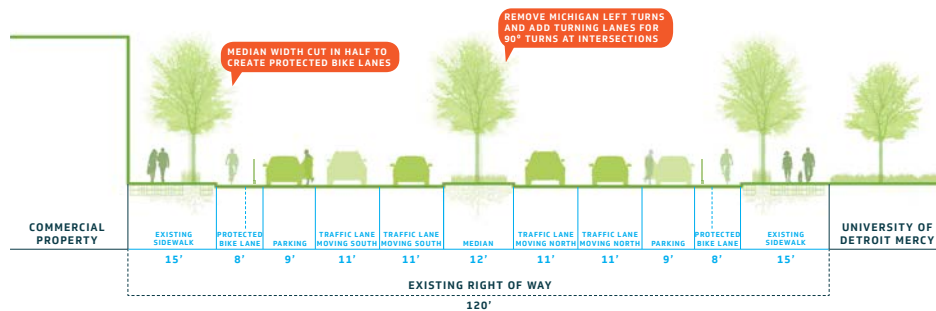 REMOVE MICHIGAN LEFT TURNS
AND ADD TURNING LANES FOR
90° TURNS AT INTERSECTIONS
MEDIAN WIDTH CUT IN HALF TO
CREATE PROTECTED BIKE LANES
COMMERCIAL
PROPERTY
EXISTING
SIDEWALK
15'
PROTECTED
BIKE LANE
8'
PARKING
9'
TRAFFIC LANE
MOVING SOUTH
11'
TRAFFIC LANE
MOVING SOUTH
11'
MEDIAN
12'
TRAFFIC LANE
MOVING NORTH
11'
TRAFFIC LANE
MOVING NORTH
11'
PARKING
9'
PROTECTED
BIKE LANE
8'
EXISTING
SIDEWALK
15'
UNIVERSITY OF
DETROIT MERCY
EXISTING RIGHT OF WAY
120'